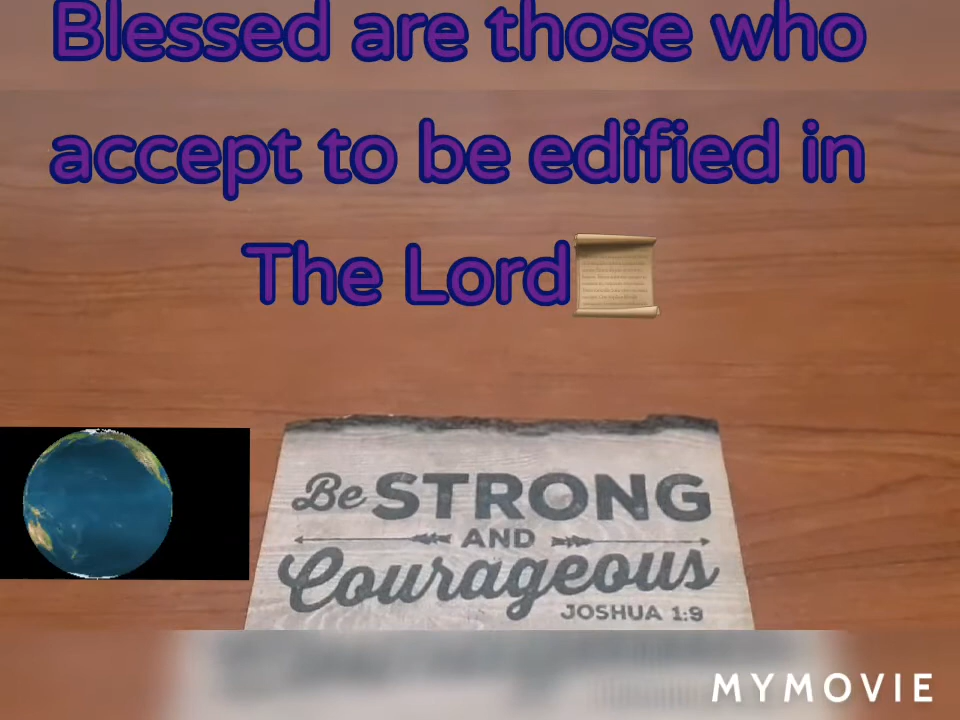 Blessed are those who
accept to be edified in
The Lord
Be STRONG
AND
Courageous
JOSHUA 1:9
MYMOVIE